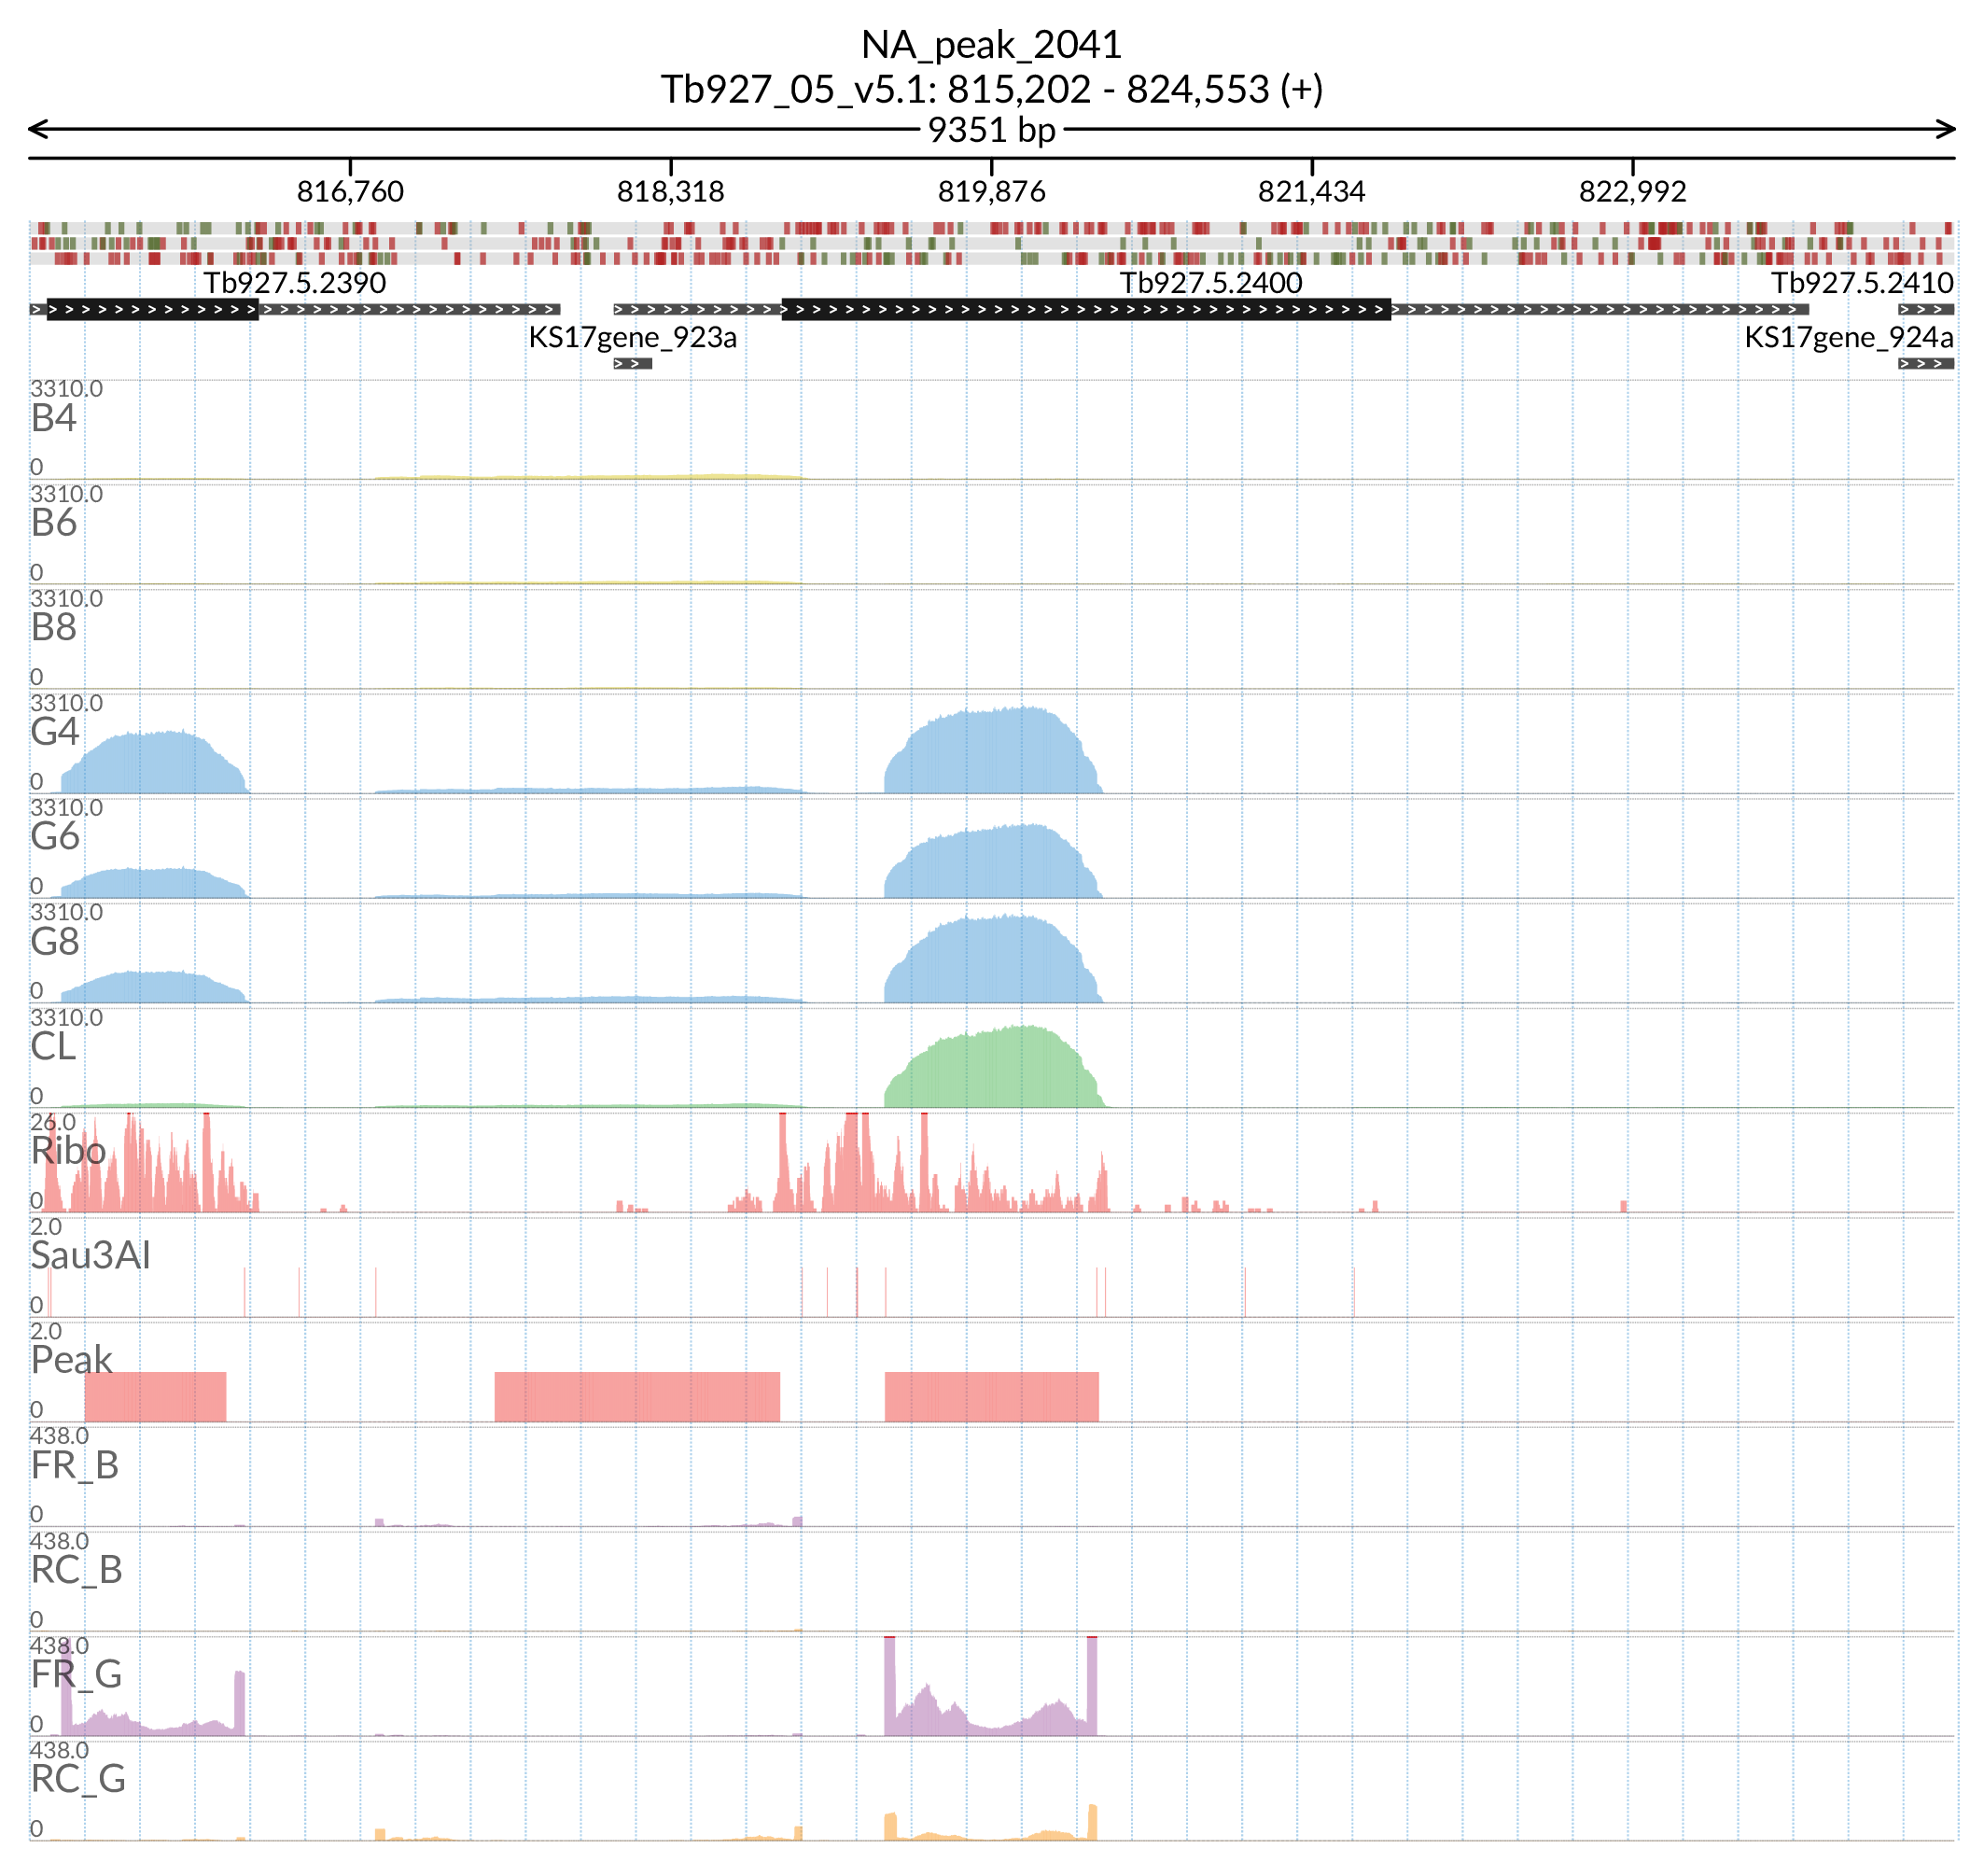 NA_peak_2041
Tb927_05_v5.1: 815,202 - 824,553 (+)
9351 bp
816,760 818,318 819,876 821,434 822,992
Tb927.5.2390 Tb927.5.2400 Tb927.5.2410
KS17gene_923a KS17gene_924a
3310.0
B4
0
3310.0
B6
0
3310.0
B8
0
3310.0
G4
0
3310.0
G6
0
3310.0
G8
0
3310.0
CL
0
26.0
Ribo
0
2.0
Sau3AI
0
2.0
Peak
0
438.0
FR_B
0
438.0
RC_B
0
438.0
FR_G
0
438.0
RC_G
0